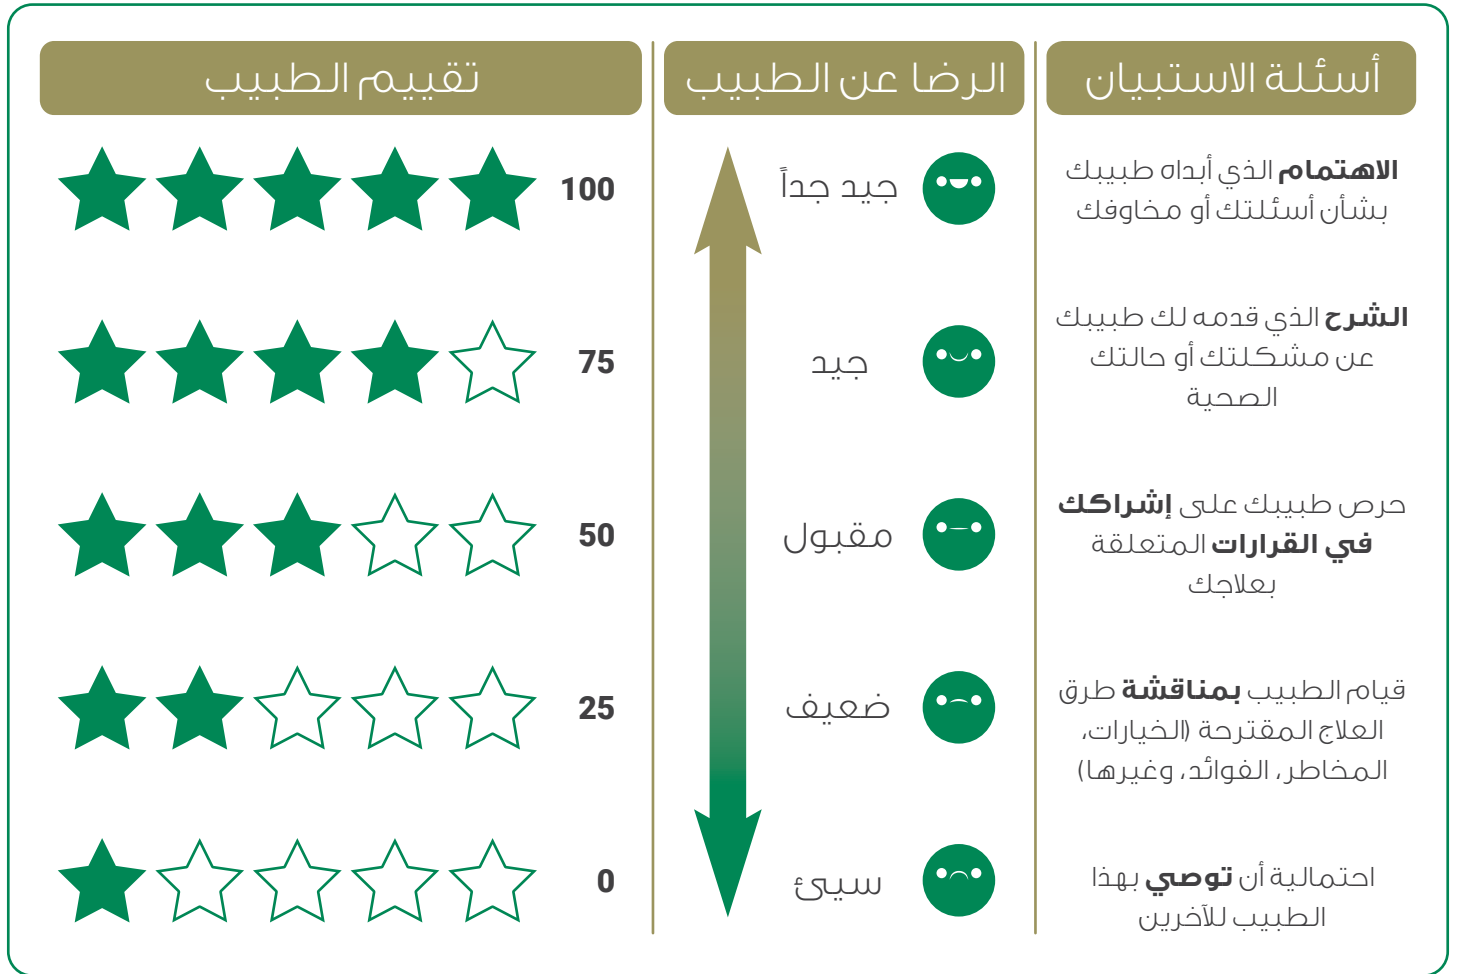 أسئلة الاستبيان
الرضا عن الطبيب
تقييم الطبيب
الاهتمام الذي أبداه طبيبك
بشأن أسئلتك أو مخاوفك
جيد جداً
100
الشرح الذي قدمه لك طبيبك
عن مشكلتك أو حالتك
الصحية
جيد
75
حرص طبيبك على إشراكك
في القرارات المتعلقة
بعلاجك
مقبول
50
قيام الطبيب بمناقشة طرق
العلاج المقترحة (الخيارات،
المخاطر، الفوائد، وغيرها)
ضعيف
25
احتمالية أن توصي بهذا
الطبيب للآخرين
سيئ
0